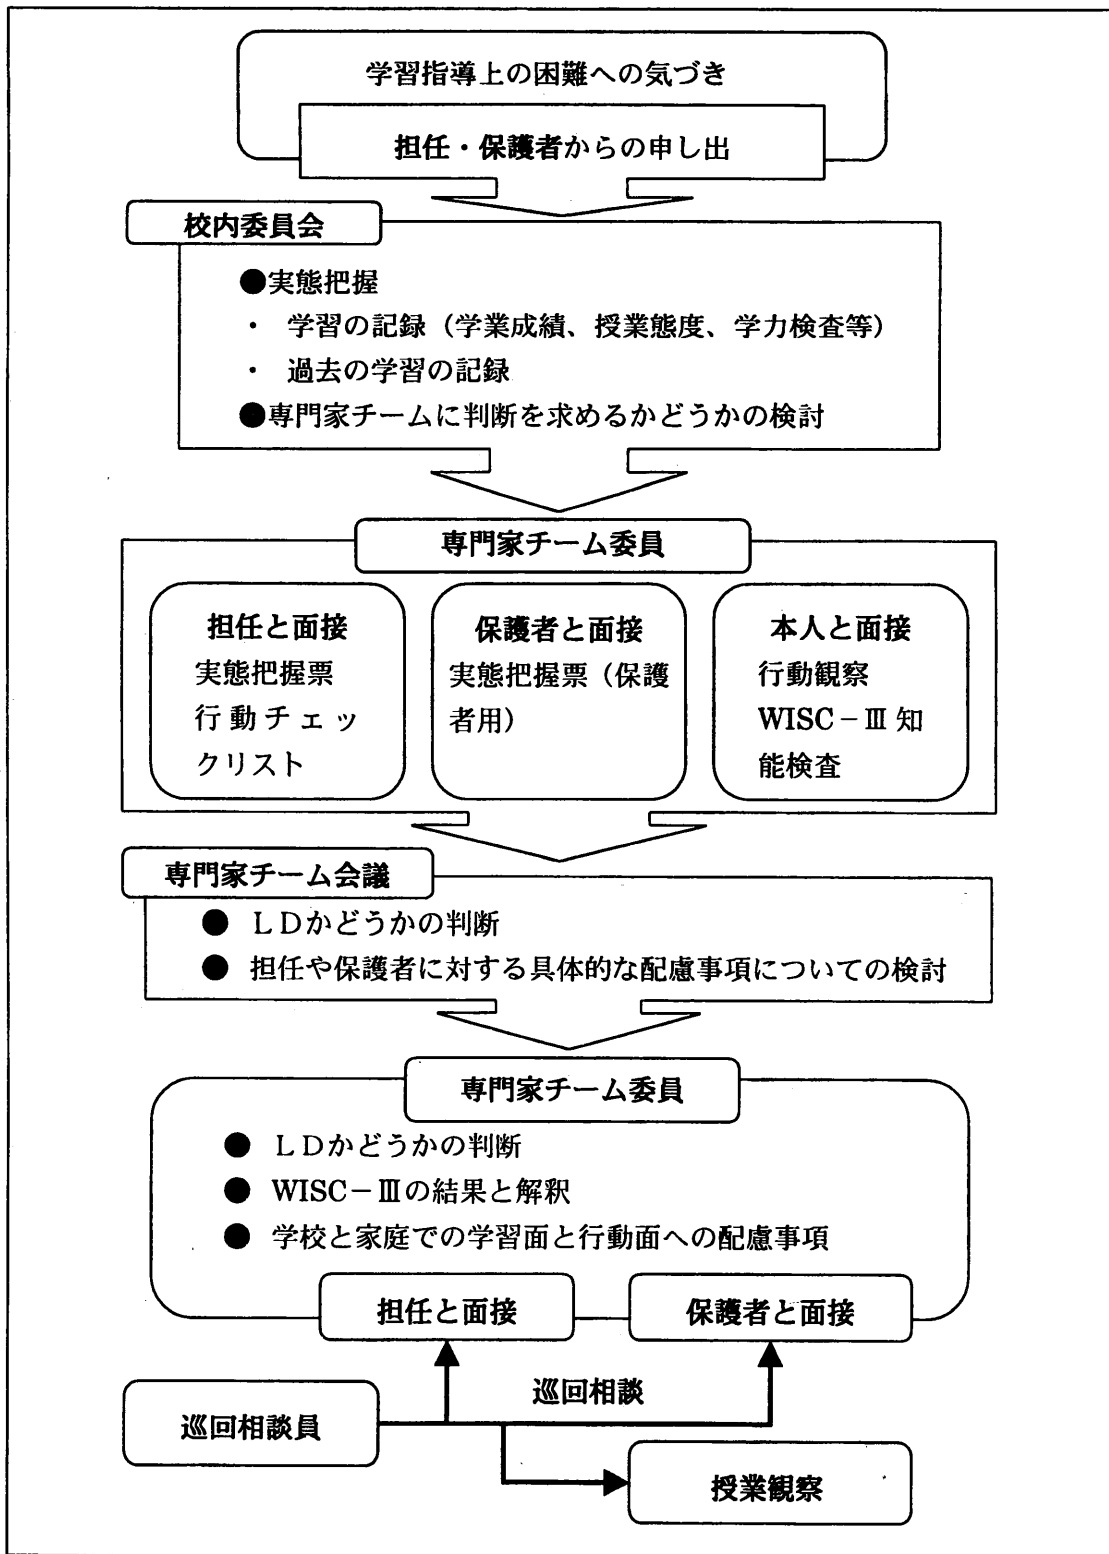 学習指導上の困難への気づき
担任・保護者からの申し出
校内委員会
●実態把握
・ 学習の記録（学業成績、授業態度、学力検査等）
・ 過去の学習の記録
●専門家チームに判断を求めるかどうかの検討
専門家チーム委員
担任と面接
実態把握票
行動チェッ
クリスト
保護者と面接
実態把握票（保護
者用）
本人と面接
行動観察
WISC－Ⅲ 知
能検査
専門家チーム会議
● ＬＤかどうかの判断
● 担任や保護者に対する具体的な配慮事項についての検討
専門家チーム委員
● ＬＤかどうかの判断
● WISC－Ⅲの結果と解釈
● 学校と家庭での学習面と行動面への配慮事項
担任と面接
保護者と面接
巡回相談
巡回相談員
授業観察